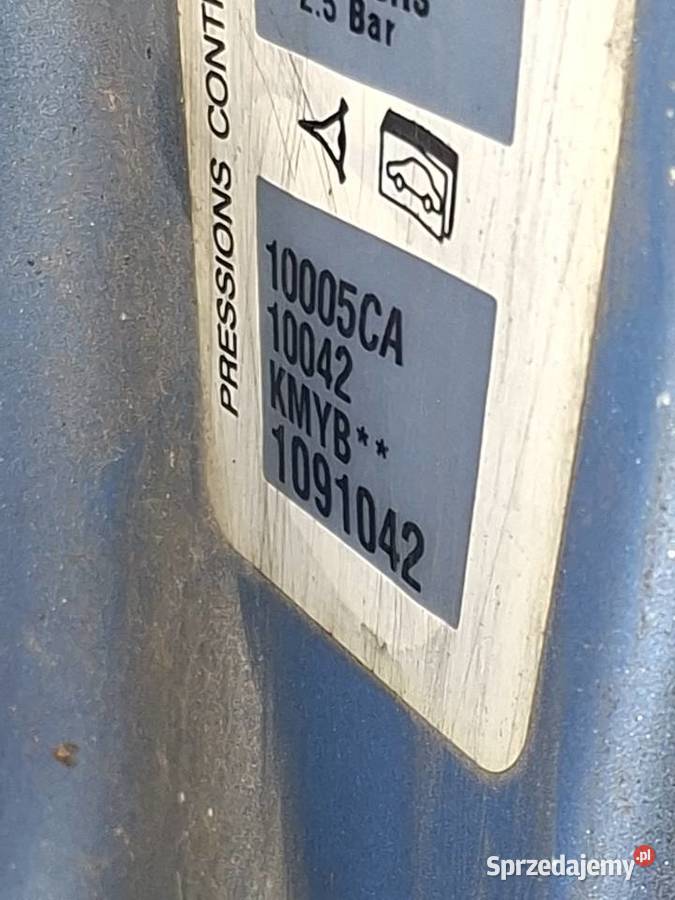 2.5 Bar
PRESSIONS CONT
10005CA
10042
KMYB**
1091042
Sprzedajemy.pl